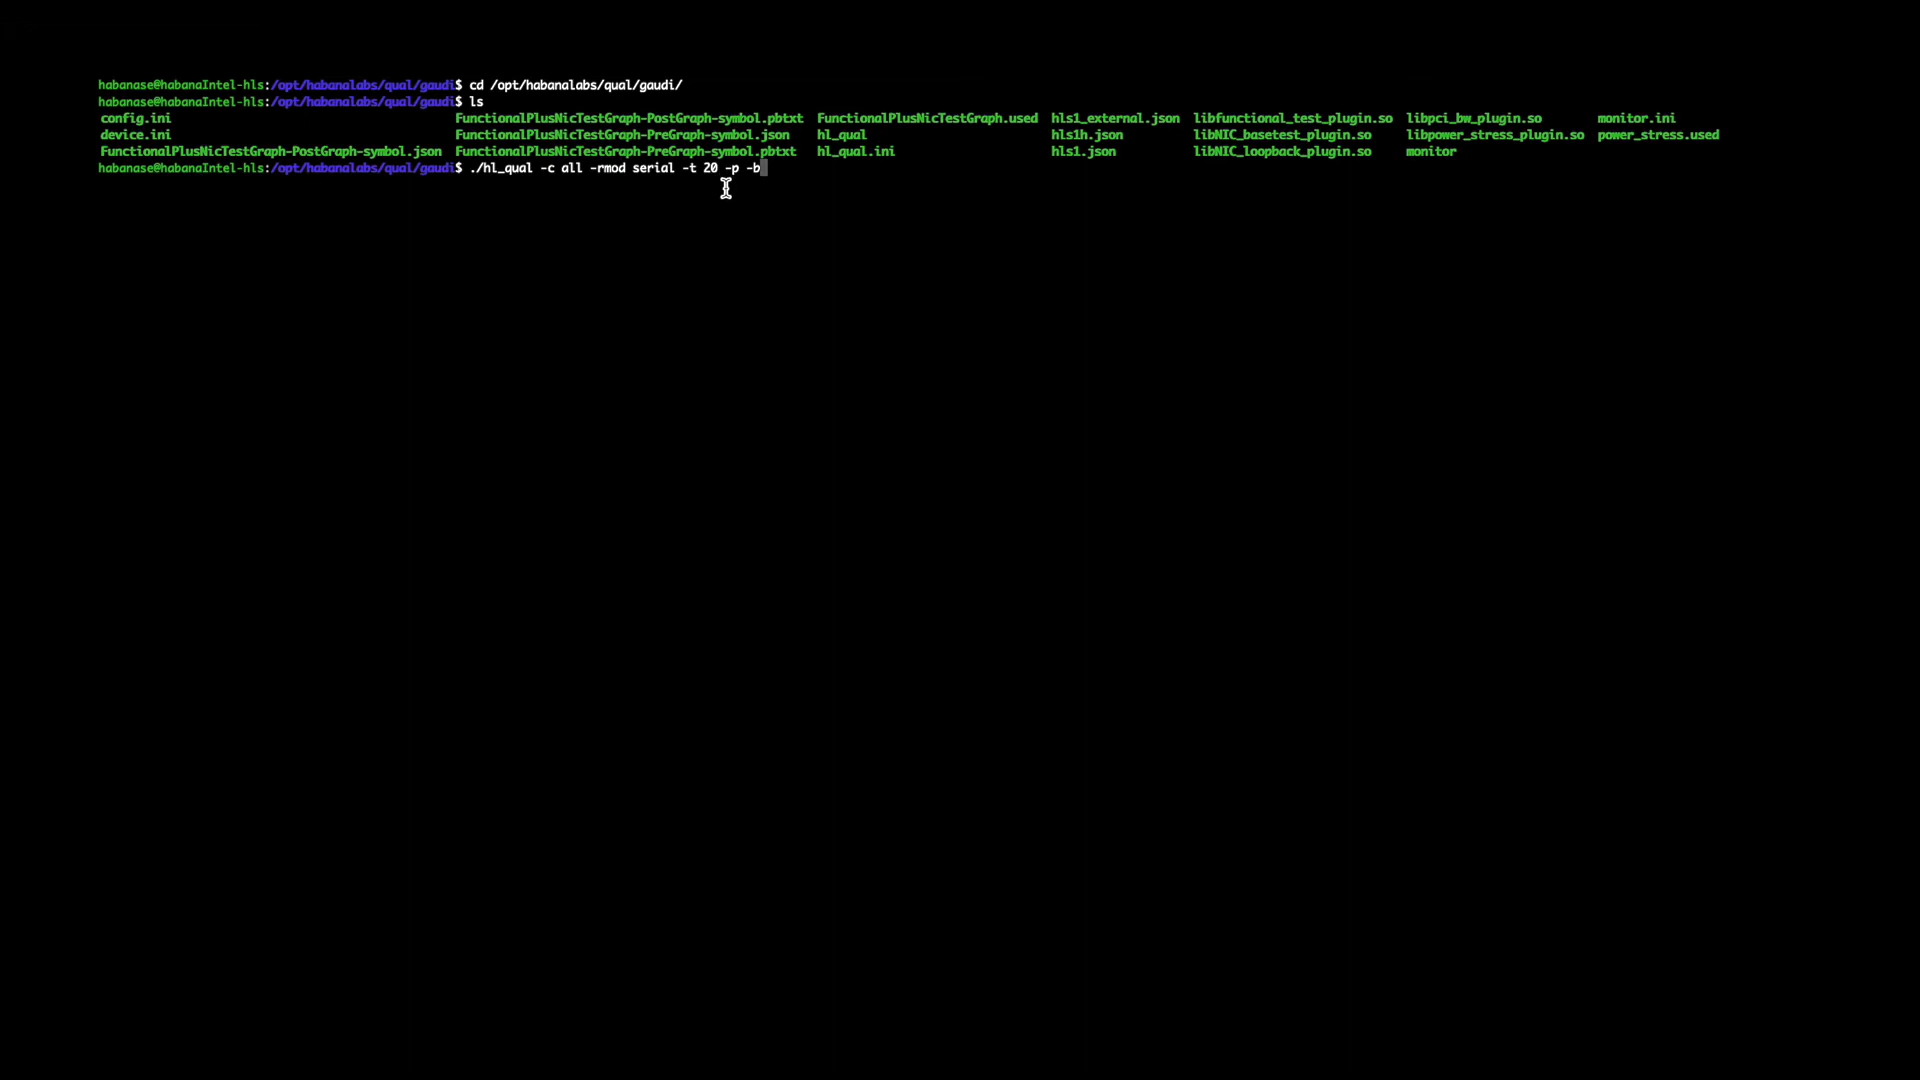 habanase@habanaIntel-hls:/opt/habanalabs/qual/gaudi$ cd /opt/habanalabs/qual/gaudi/
habanase@habanaIntel-hls:/opt/habanalabs/qual/gaudi$ ls
config.ini FunctionalPlusNicTestGraph-PostGraph-symbol.pbtxt FunctionalPlusNicTestGraph.used hls1_external.json libfunctional_test_plugin.so libpci_bw_plugin.so monitor.ini
device.ini FunctionalPlusNicTestGraph-PreGraph-symbol.json hl_qual hls1h.json libNIC_basetest_plugin.so libpower_stress_plugin.so power_stress.used
FunctionalPlusNicTestGraph-PostGraph-symbol.json FunctionalPlusNicTestGraph-PreGraph-symbol.pbtxt hl_qual.ini hls1.json libNIC_loopback_plugin.so monitor
habanase@habanaIntel-hls:/opt/habanalabs/qual/gaudi$ ./hl_qual -c all -rmod serial -t 20 -p -b